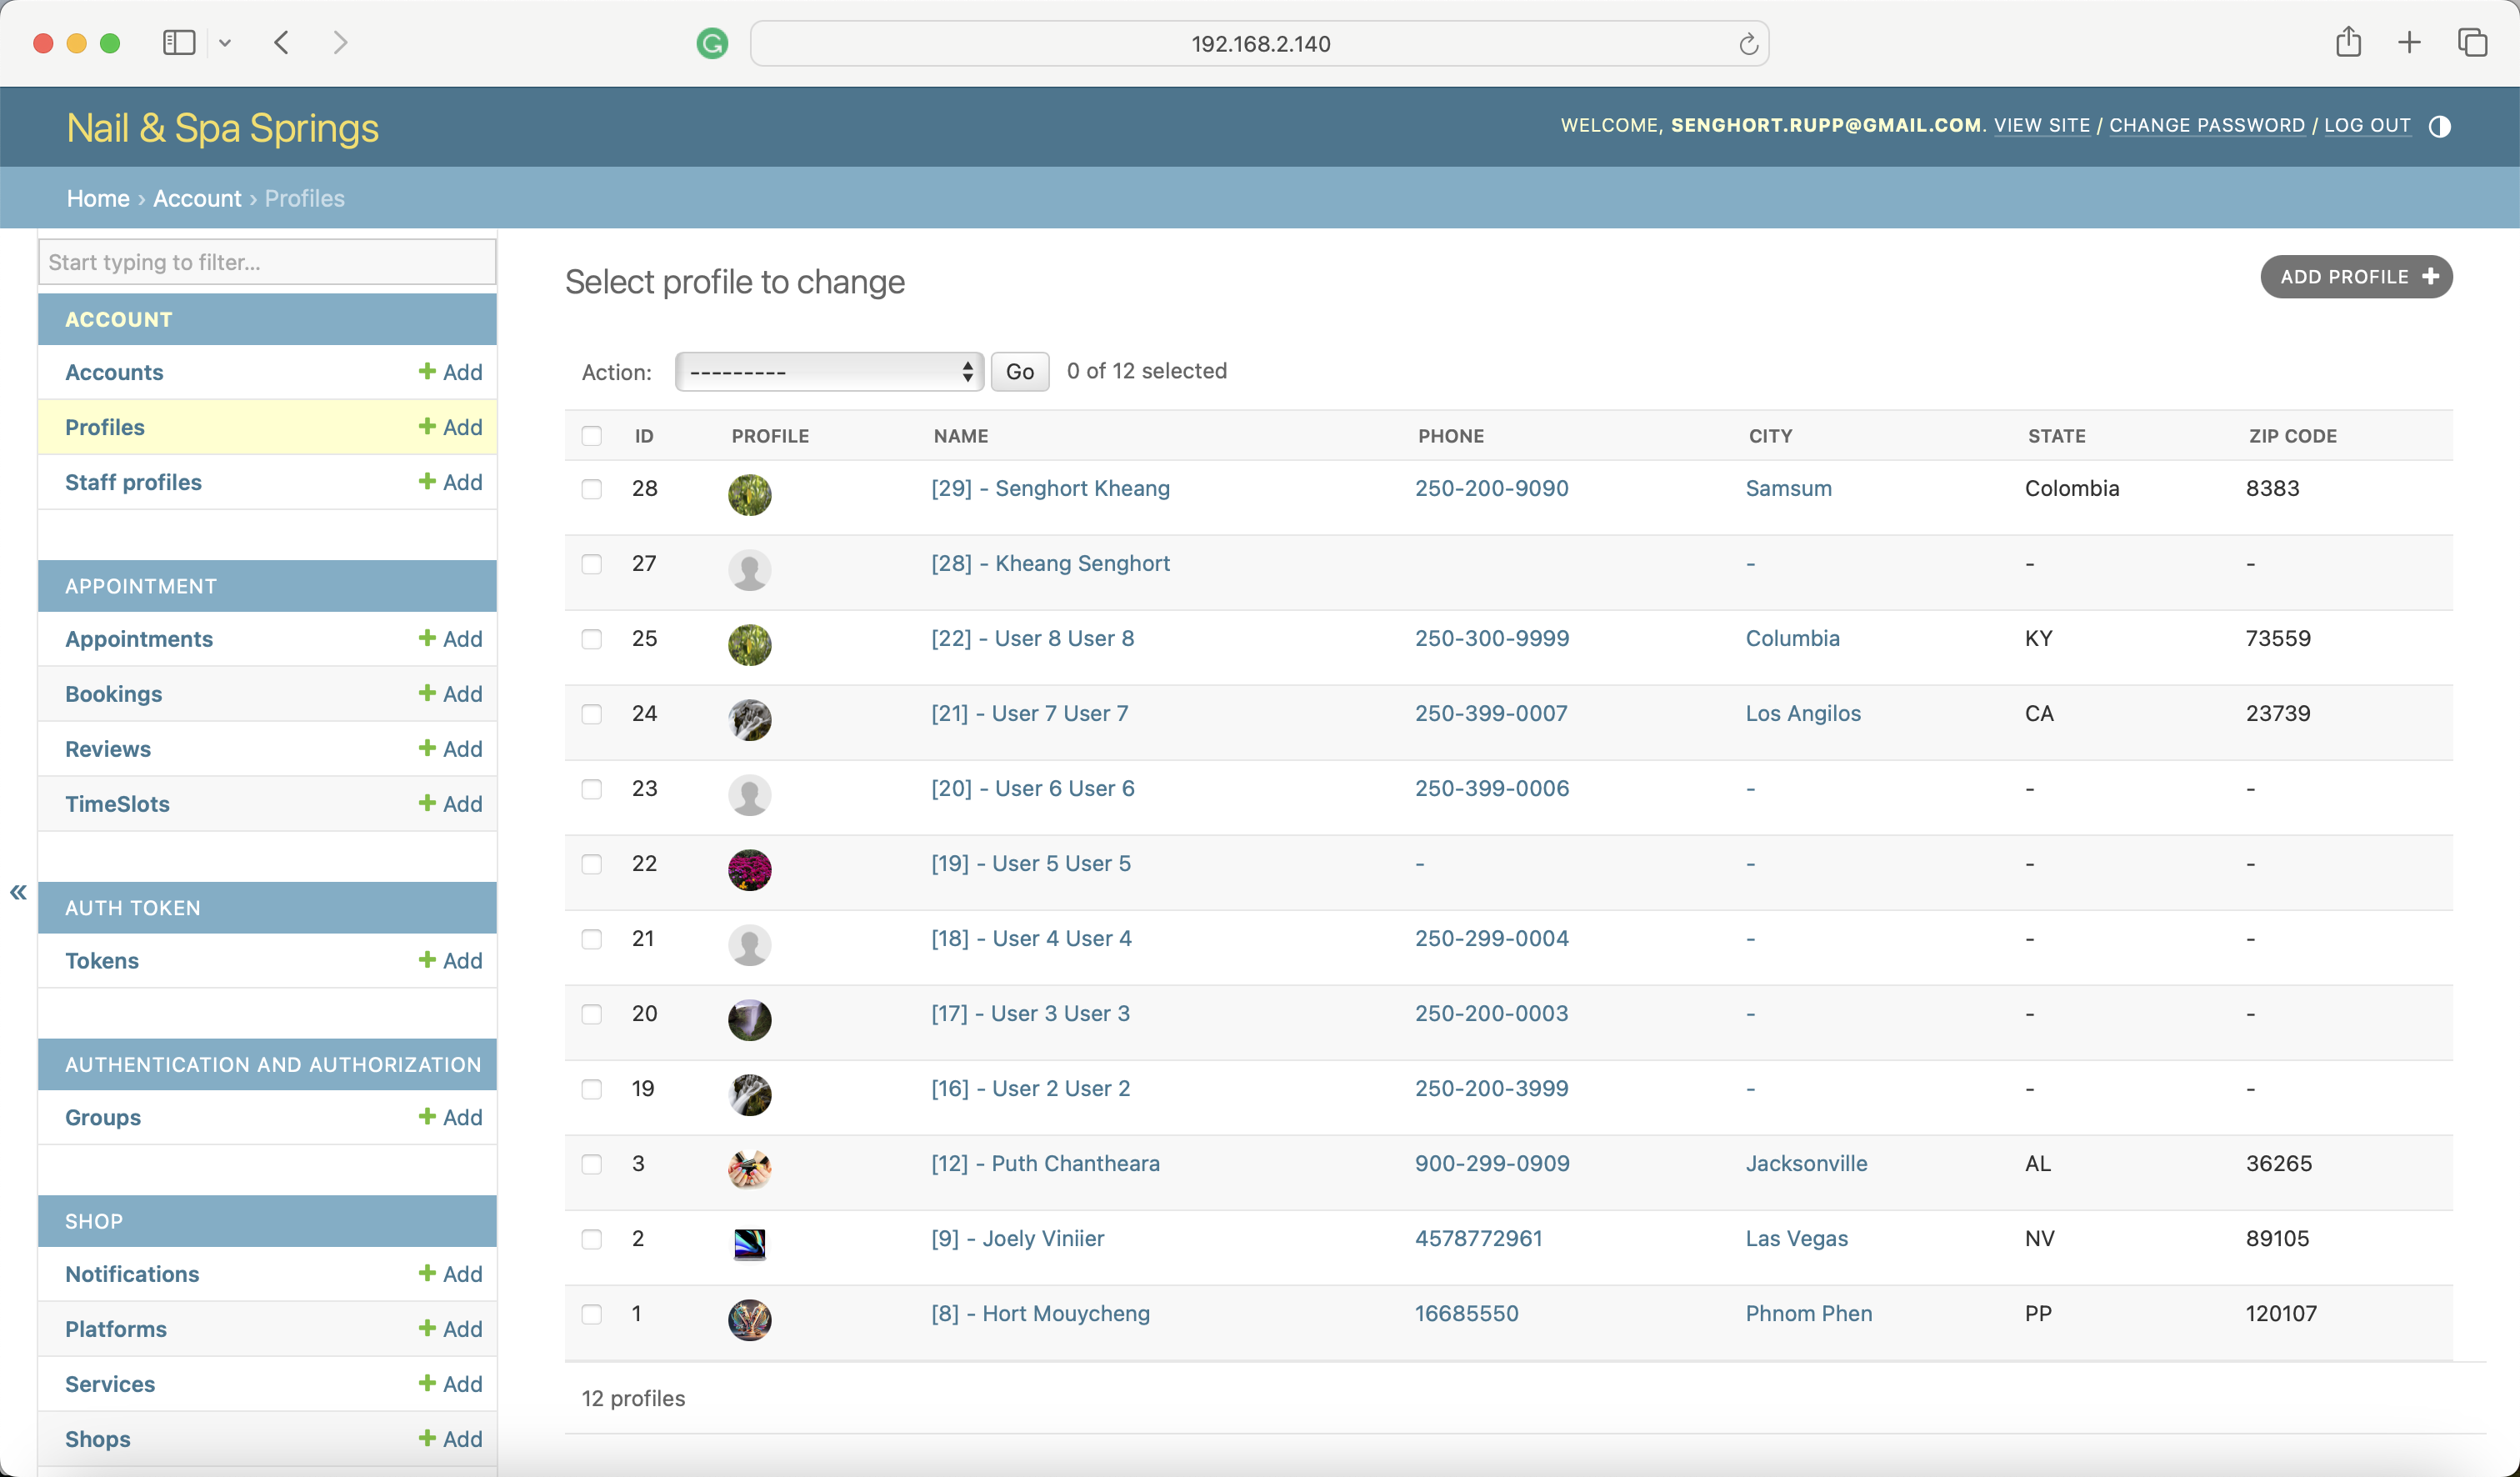 192.168.2.140
Nail & Spa Springs
WELCOME, SENGHORT.RUPP@GMAIL.COM. VIEW SITE / CHANGE PASSWORD / LOG OUT
Home › Account › Profiles
Start typing to filter...
ACCOUNT
Accounts + Add
Profiles + Add
Staff profiles + Add
APPOINTMENT
Appointments + Add
Bookings + Add
Reviews + Add
TimeSlots + Add
AUTH TOKEN
Tokens + Add
AUTHENTICATION AND AUTHORIZATION
Groups + Add
SHOP
Notifications + Add
Platforms + Add
Services + Add
Shops + Add
«
Select profile to change
ADD PROFILE +
Action: --------- Go 0 of 12 selected
ID PROFILE NAME PHONE CITY STATE ZIP CODE
28 [29] - Senghort Kheang 250-200-9090 Samsum Colombia 8383
27 [28] - Kheang Senghort - - -
25 [22] - User 8 User 8 250-300-9999 Columbia KY 73559
24 [21] - User 7 User 7 250-399-0007 Los Angilos CA 23739
23 [20] - User 6 User 6 250-399-0006 - - -
22 [19] - User 5 User 5 - - - -
21 [18] - User 4 User 4 250-299-0004 - - -
20 [17] - User 3 User 3 250-200-0003 - - -
19 [16] - User 2 User 2 250-200-3999 - - -
3 [12] - Puth Chantheara 900-299-0909 Jacksonville AL 36265
2 [9] - Joely Viniier 4578772961 Las Vegas NV 89105
1 [8] - Hort Mouycheng 16685550 Phnom Phen PP 120107
12 profiles